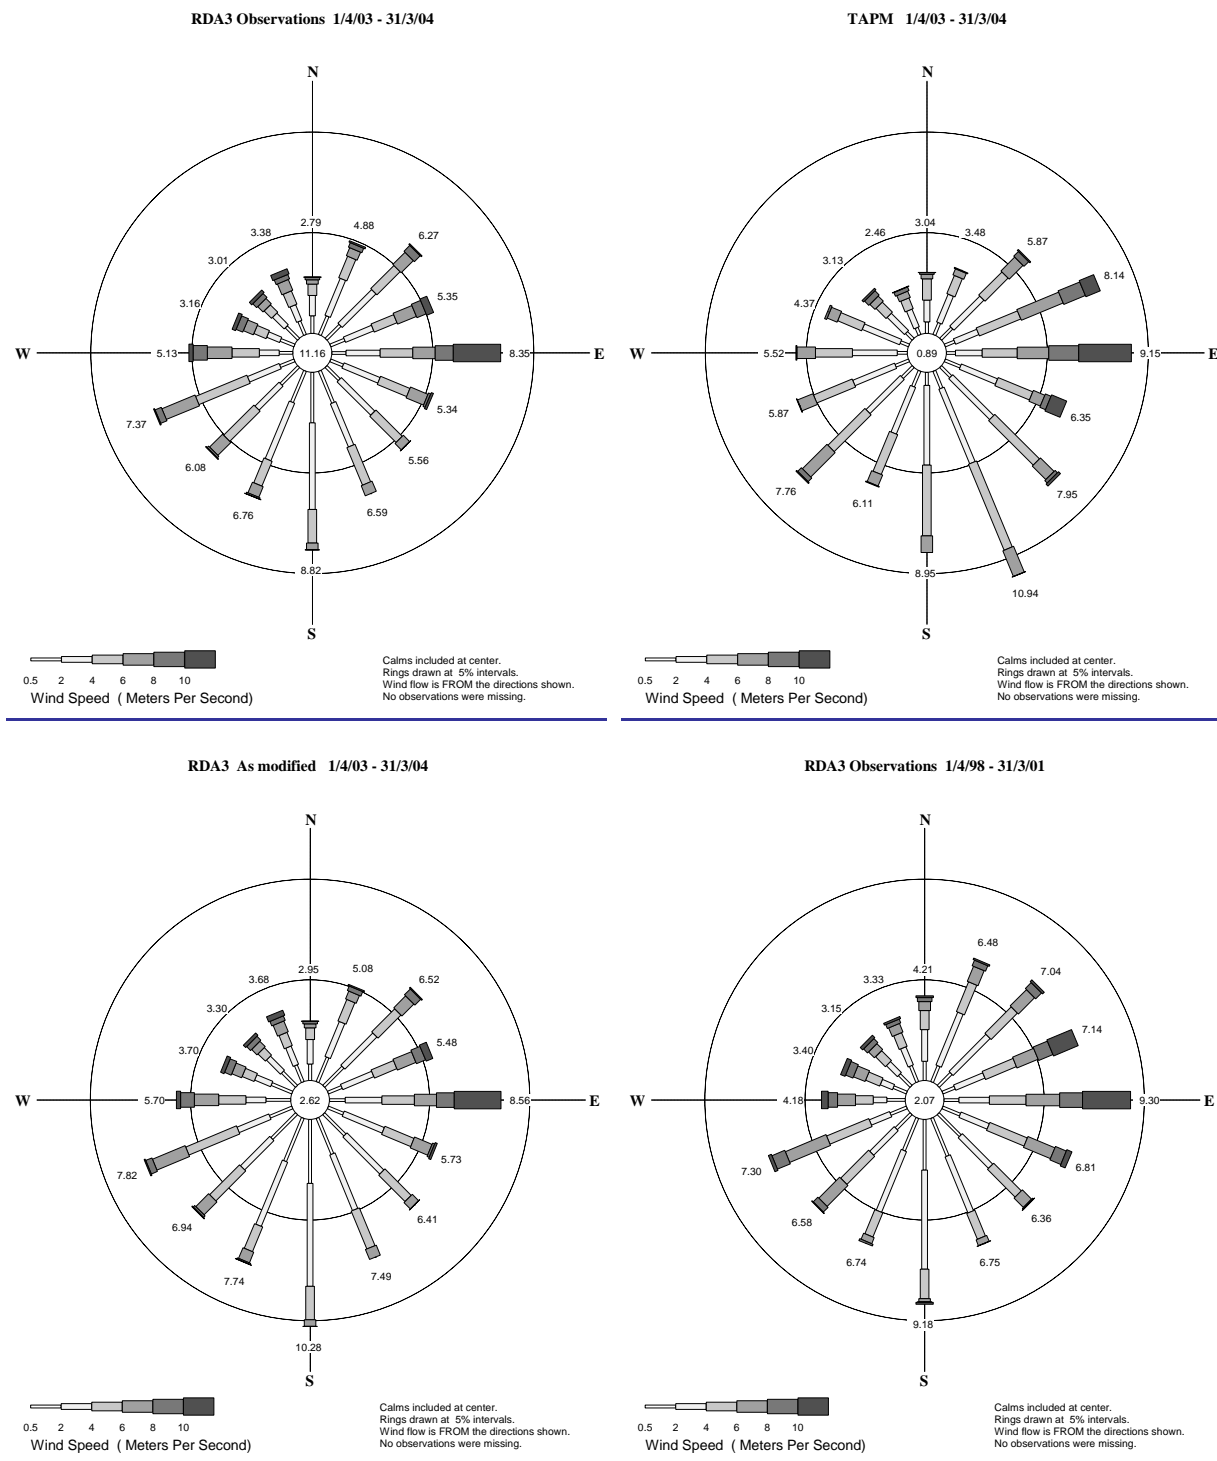 RDA3 Observations 1/4/03 - 31/3/04
N
2.79
3.38
4.88
6.27
3.01
3.16
5.35
W
5.13
11.16
8.35
E
7.37
5.34
6.08
5.56
6.76
6.59
8.82
S
0.5 2 4 6 8 10
Wind Speed ( Meters Per Second)
Calms included at center.
Rings drawn at 5% intervals.
Wind flow is FROM the directions shown.
No observations were missing.
TAPM 1/4/03 - 31/3/04
N
3.04
2.46
3.48
5.87
3.13
8.14
4.37
W
5.52
0.89
9.15
E
5.87
6.35
7.76
7.95
6.11
8.95
10.94
S
0.5 2 4 6 8 10
Wind Speed ( Meters Per Second)
Calms included at center.
Rings drawn at 5% intervals.
Wind flow is FROM the directions shown.
No observations were missing.
RDA3 As modified 1/4/03 - 31/3/04
N
2.95
5.08
3.68
6.52
3.30
5.48
3.70
W
5.70
2.62
8.56
E
5.73
7.82
6.94
6.41
7.74
7.49
10.28
S
0.5 2 4 6 8 10
Wind Speed ( Meters Per Second)
Calms included at center.
Rings drawn at 5% intervals.
Wind flow is FROM the directions shown.
No observations were missing.
RDA3 Observations 1/4/98 - 31/3/01
N
6.48
4.21
7.04
3.33
3.15
7.14
3.40
W
4.18
2.07
9.30
E
7.30
6.81
6.58
6.36
6.74
6.75
9.18
S
0.5 2 4 6 8 10
Wind Speed ( Meters Per Second)
Calms included at center.
Rings drawn at 5% intervals.
Wind flow is FROM the directions shown.
No observations were missing.